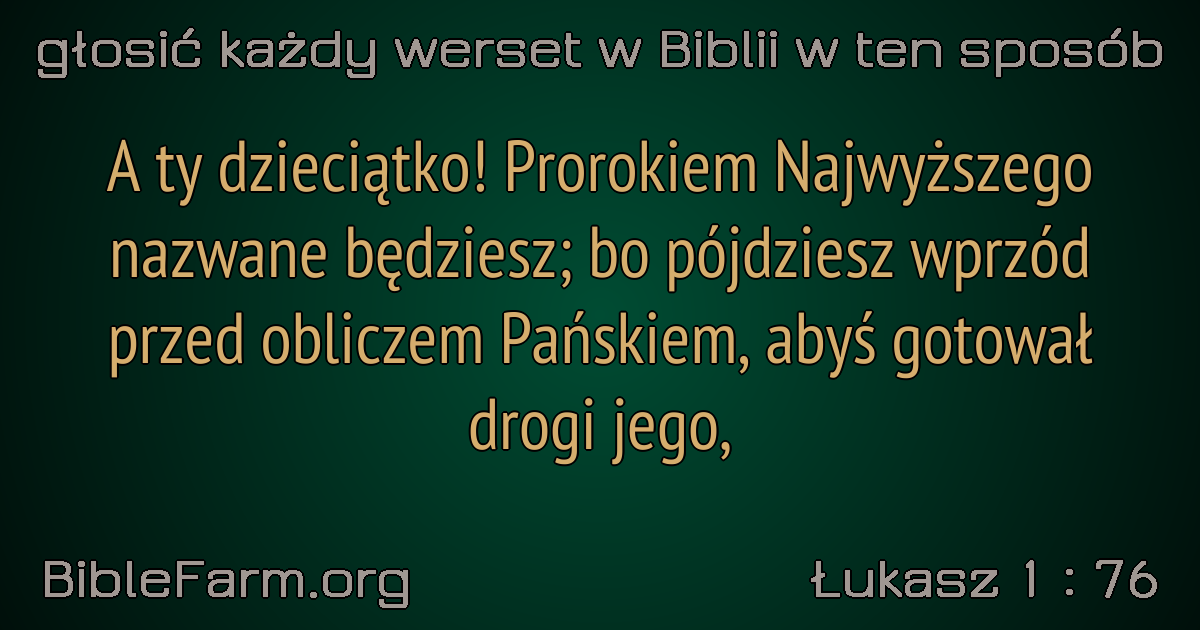 głosić każdy werset w Biblii w ten sposób
A ty dzieciątko! Prorokiem Najwyższego
nazwane będziesz; bo pójdziesz wprzód
przed obliczem Pańskiem, abyś gotował
drogi jego,
BibleFarm.org
Łukasz 1 : 76